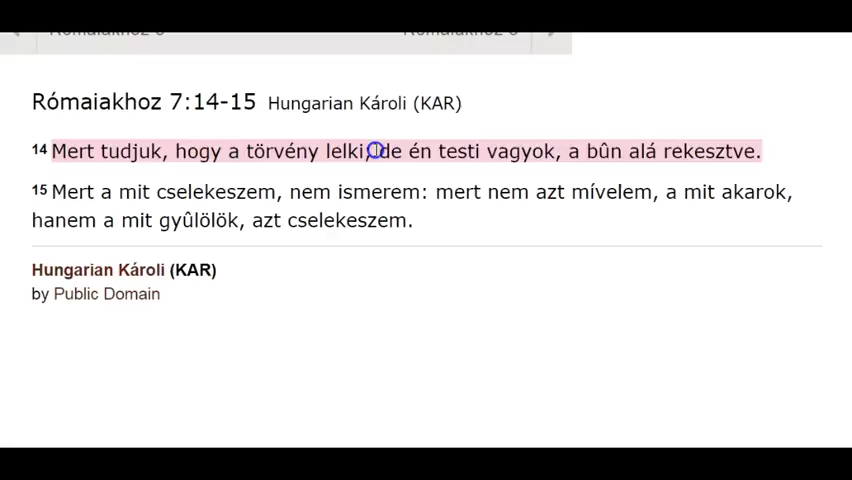 Rómaiakhoz 7:14-15 Hungarian Károli (KAR)
14 Mert tudjuk, hogy a törvény lelki; de én testi vagyok, a bûn alá rekesztve.
15 Mert a mit cselekeszem, nem ismerem: mert nem azt mívelem, a mit akarok,
hanem a mit gyûlölök, azt cselekeszem.
Hungarian Károli (KAR)
by Public Domain